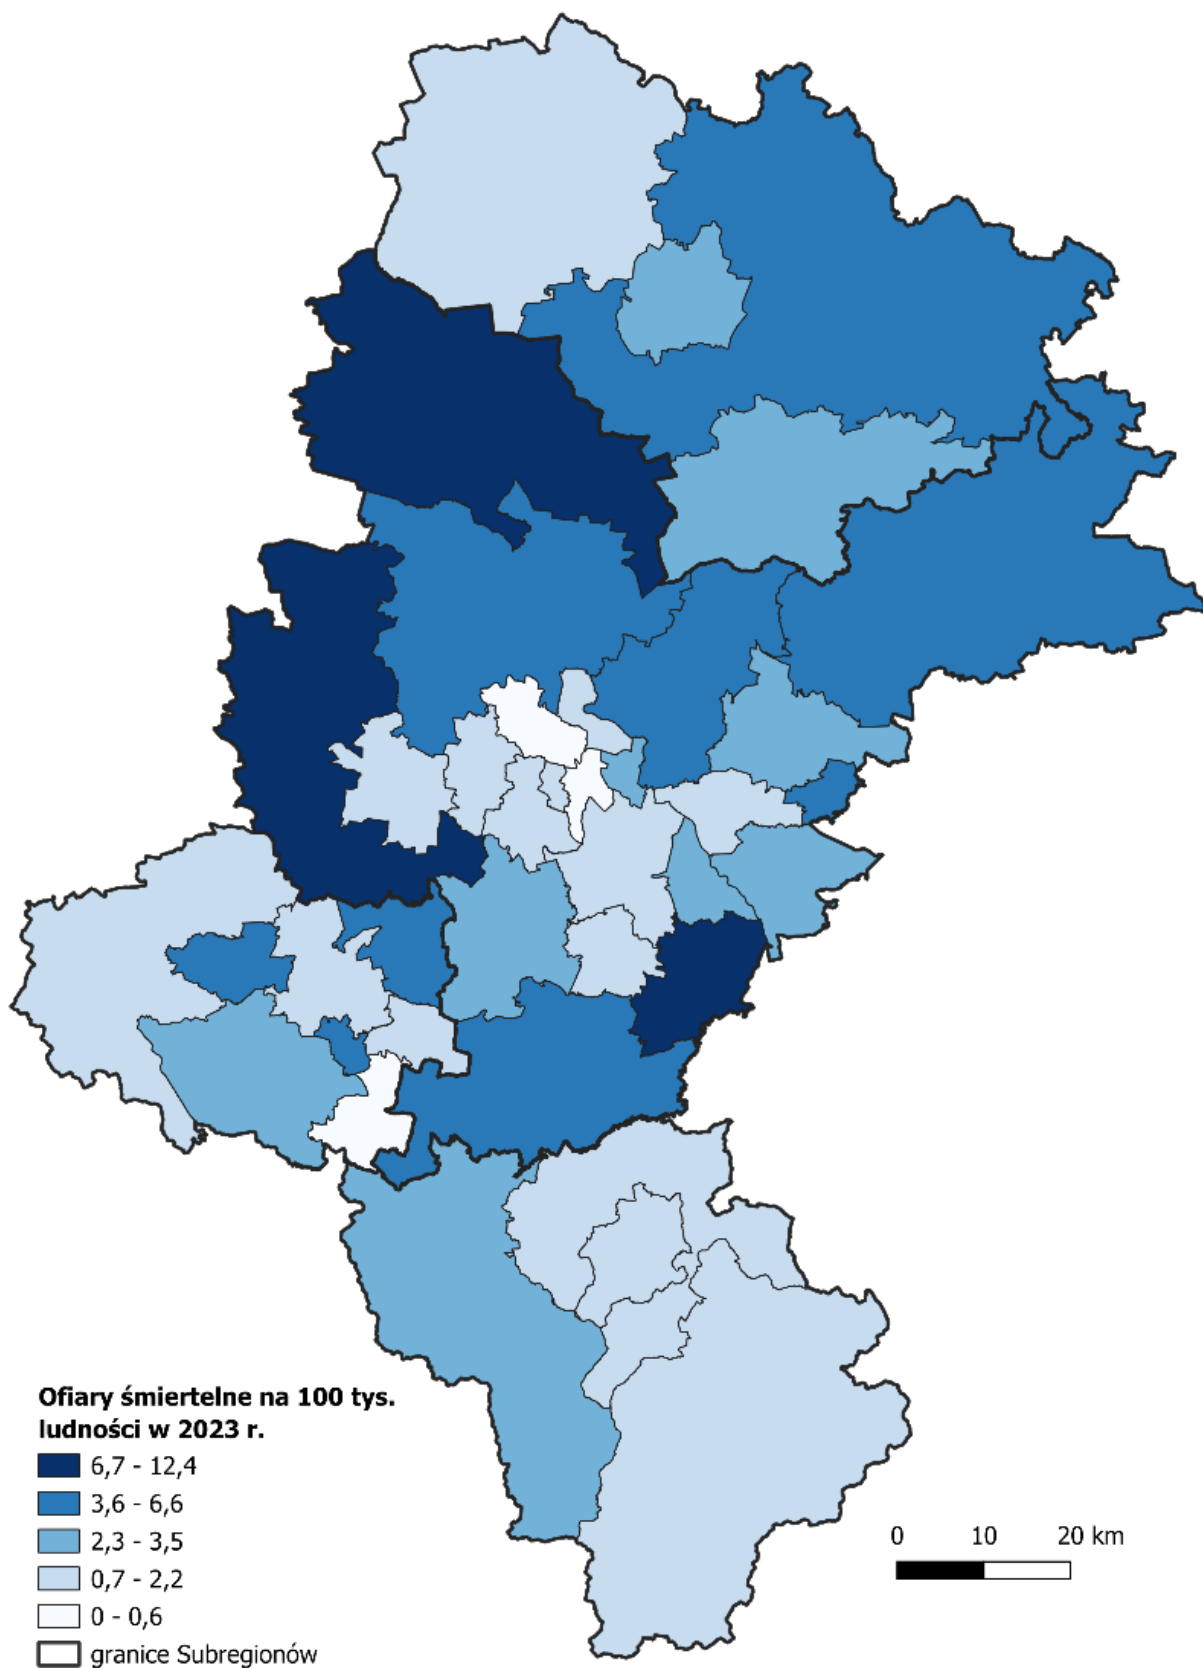 Ofiary śmiertelne na 100 tys.
ludności w 2023 r.
6,7 - 12,4
3,6 - 6,6
2,3 - 3,5
0,7 - 2,2
0 - 0,6
granice Subregionów
0 10 20 km